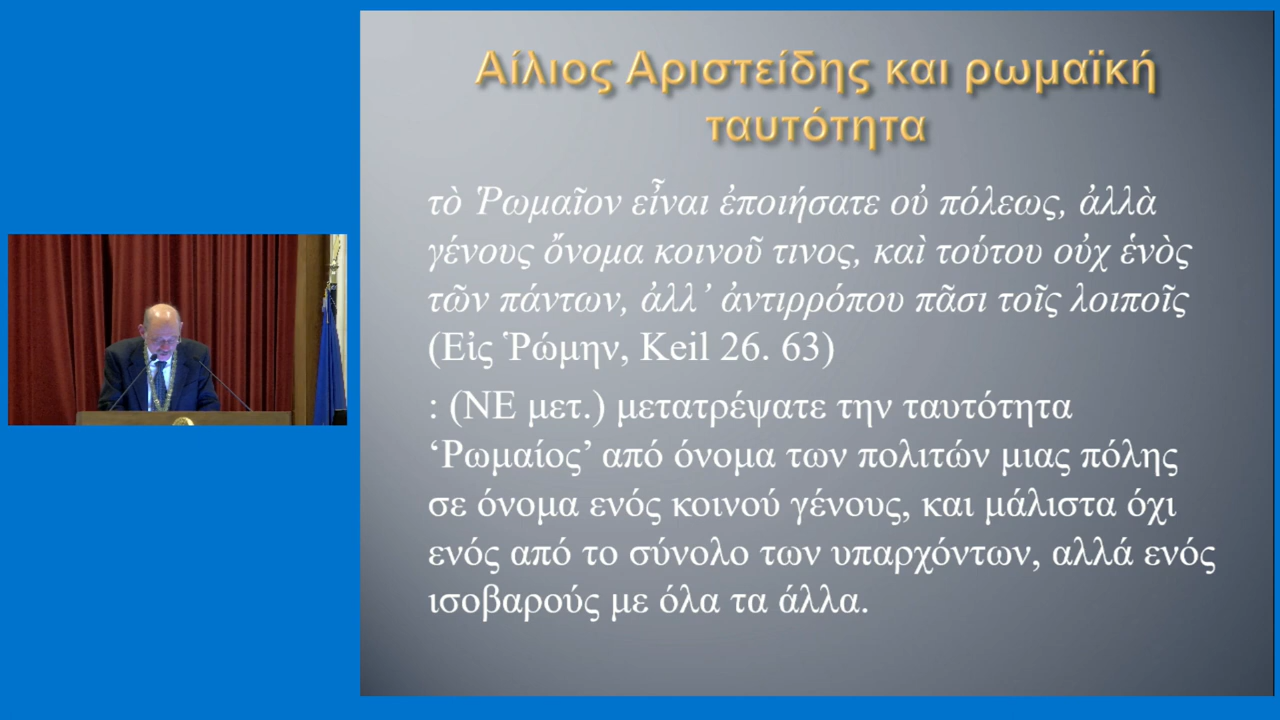 Αίλιος Αριστείδης και ρωμαϊκή
ταυτότητα
τὸ Ῥωμαῖον εἶναι ἐποιήσατε οὐ πόλεως, ἀλλὰ
γένους ὄνομα κοινοῦ τινος, καὶ τούτου οὐχ ἑνὸς
τῶν πάντων, ἀλλ᾽ ἀντιρρόπου πᾶσι τοῖς λοιποῖς
(Εἰς Ῥώμην, Keil 26. 63)
: (ΝΕ μετ.) μετατρέψατε την ταυτότητα
‘Ρωμαίος’ από όνομα των πολιτών μιας πόλης
σε όνομα ενός κοινού γένους, και μάλιστα όχι
ενός από το σύνολο των υπαρχόντων, αλλά ενός
ισοβαρούς με όλα τα άλλα.